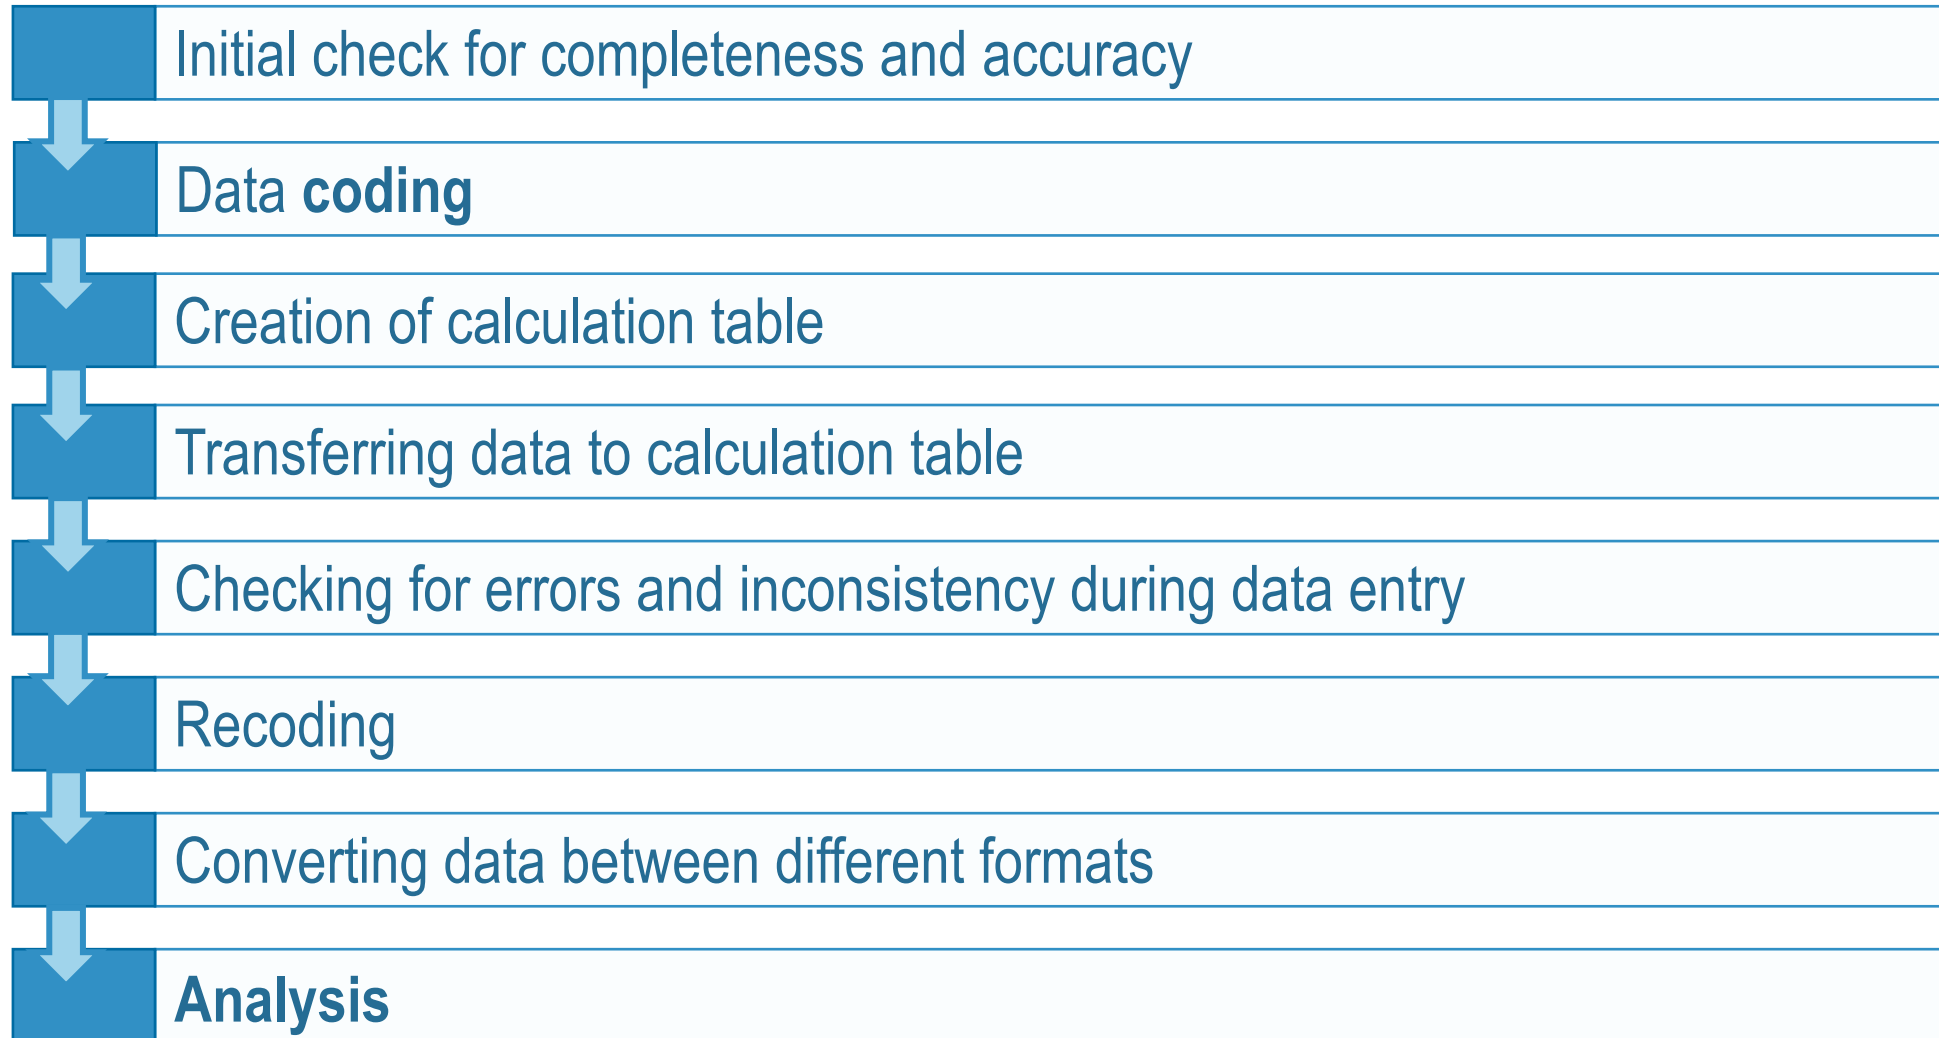 Initial check for completeness and accuracy
Data coding
Creation of calculation table
Transferring data to calculation table
Checking for errors and inconsistency during data entry
Recoding
Converting data between different formats
Analysis